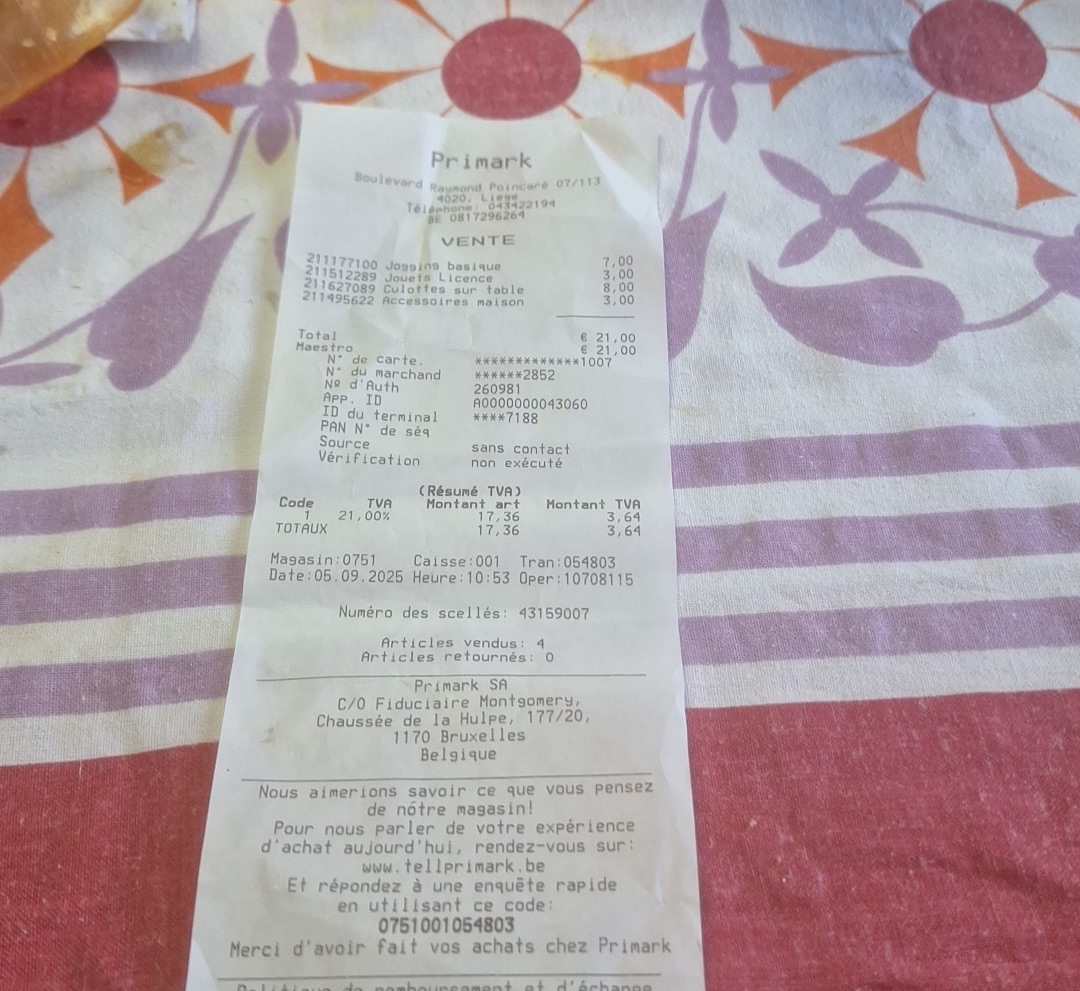 Primark
Boulevard Raymond Poincaré 07/113
4020, Liege
Téléphone: 043422194
BE 0817296264
VENTE
211177100 Jogging basique 7,00
211512289 Jouets Licence 3,00
211627089 Culottes sur table 8,00
211495622 Accessoires maison 3,00
Total € 21,00
Maestro € 21,00
N° de carte. *************1007
N° du marchand ******2852
Nº d'Auth 260981
App. ID A0000000043060
ID du terminal ****7188
PAN N° de séq
Source sans contact
Vérification non exécuté
(Résumé TVA)
Code TVA Montant art Montant TVA
1 21,00% 17,36 3,64
TOTAUX 17,36 3,64
Magasin:0751 Caisse:001 Tran:054803
Date:05.09.2025 Heure:10:53 Oper:10708115
Numéro des scellés: 43159007
Articles vendus: 4
Articles retournés: 0
Primark SA
C/O Fiduciaire Montgomery,
Chaussée de la Hulpe, 177/20,
1170 Bruxelles
Belgique
Nous aimerions savoir ce que vous pensez
de nôtre magasin!
Pour nous parler de votre expérience
d'achat aujourd'hui, rendez-vous sur:
www.tellprimark.be
Et répondez à une enquête rapide
en utilisant ce code:
0751001054803
Merci d'avoir fait vos achats chez Primark
Politique de remboursement et d'échange